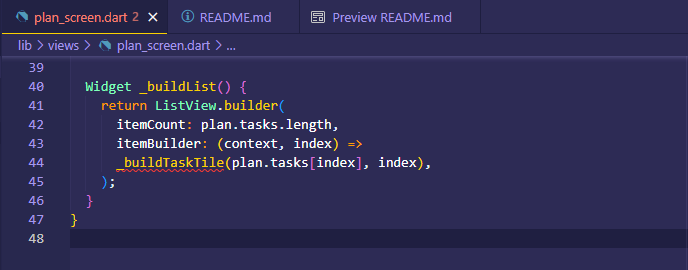 plan_screen.dart 2 × README.md Preview README.md
lib > views > plan_screen.dart > ...
39
40 Widget _buildList() {
41 return ListView.builder(
42 itemCount: plan.tasks.length,
43 itemBuilder: (context, index) =>
44 _buildTaskTile(plan.tasks[index], index),
45 );
46 }
47 }
48